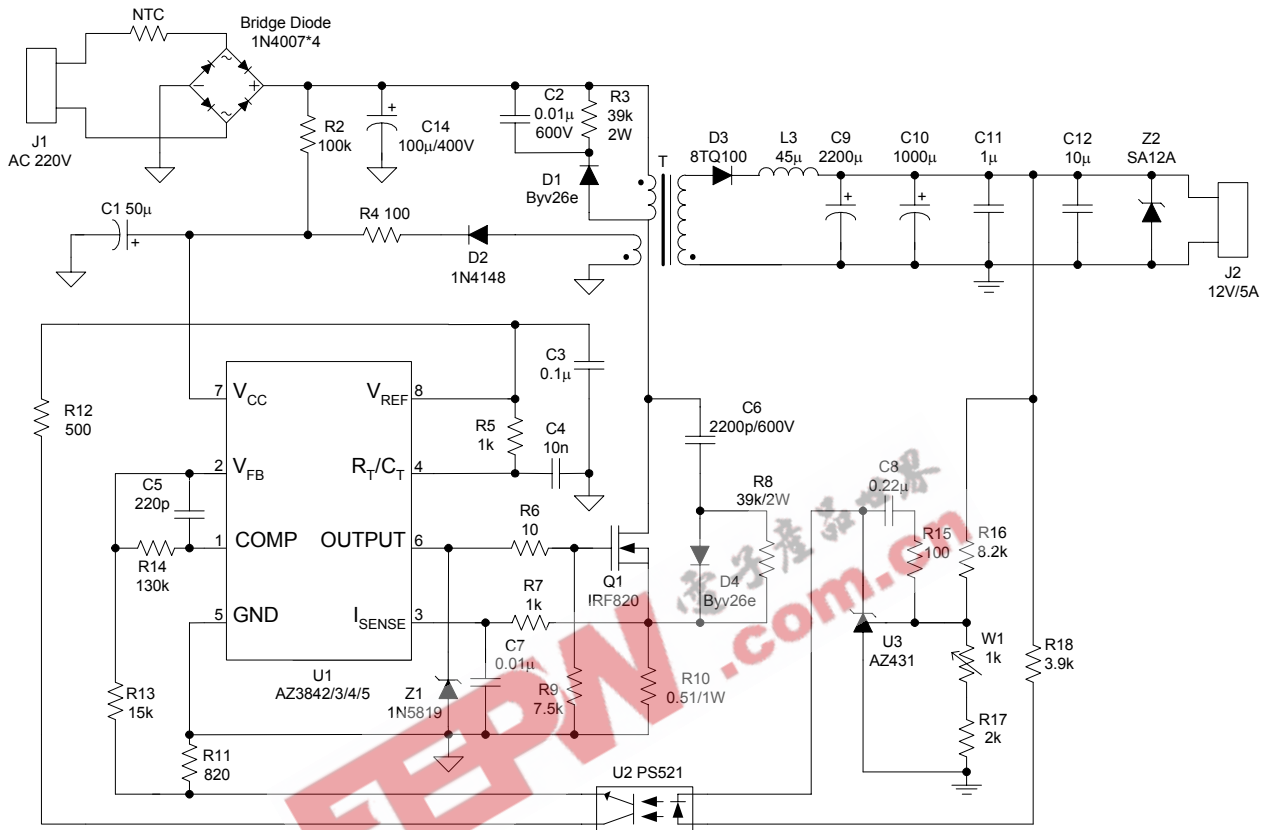 NTC
Bridge Diode
1N4007*4
J1
AC 220V
R2
100k
+
C14
100μ/400V
C2
0.01μ
600V
R3
39k
2W
D1
Byv26e
T
D3
8TQ100
L3
45μ
C9
2200μ
+
C10
1000μ
+
C11
1μ
C12
10μ
Z2
SA12A
J2
12V/5A
C1 50μ
+
R4 100
D2
1N4148
R12
500
7 VCC
VREF 8
2 VFB
RT/CT 4
1 COMP
OUTPUT 6
5 GND
ISENSE 3
U1
AZ3842/3/4/5
C3
0.1μ
R5
1k
C4
10n
C5
220p
R14
130k
R13
15k
R11
820
R6
10
R7
1k
Q1
IRF820
C7
0.01μ
Z1
1N5819
R9
7.5k
R10
0.51/1W
C6
2200p/600V
R8
39k/2W
D4
Byv26e
C8
0.22μ
R15
100
R16
8.2k
U3
AZ431
W1
1k
R17
2k
R18
3.9k
U2 PS521
電子產品世界
EEPW.com.cn